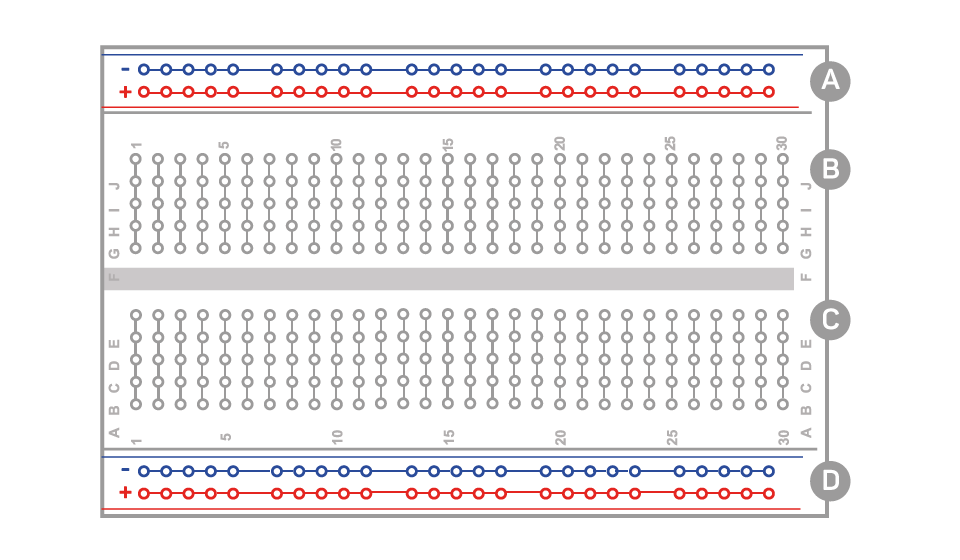 -
+
A
1 5 10 15 20 25 30
B
J J
I I
H H
G G
F F
C
E E
D D
C C
B B
A A
1 5 10 15 20 25 30
-
+
D